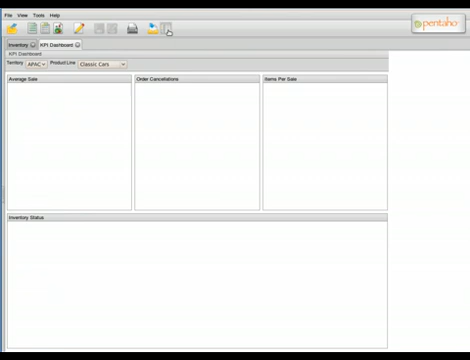 File View Tools Help
pentaho
Inventory KPI Dashboard
KPI Dashboard
Territory APAC Product Line Classic Cars
Average Sale Order Cancellations Items Per Sale
Inventory Status